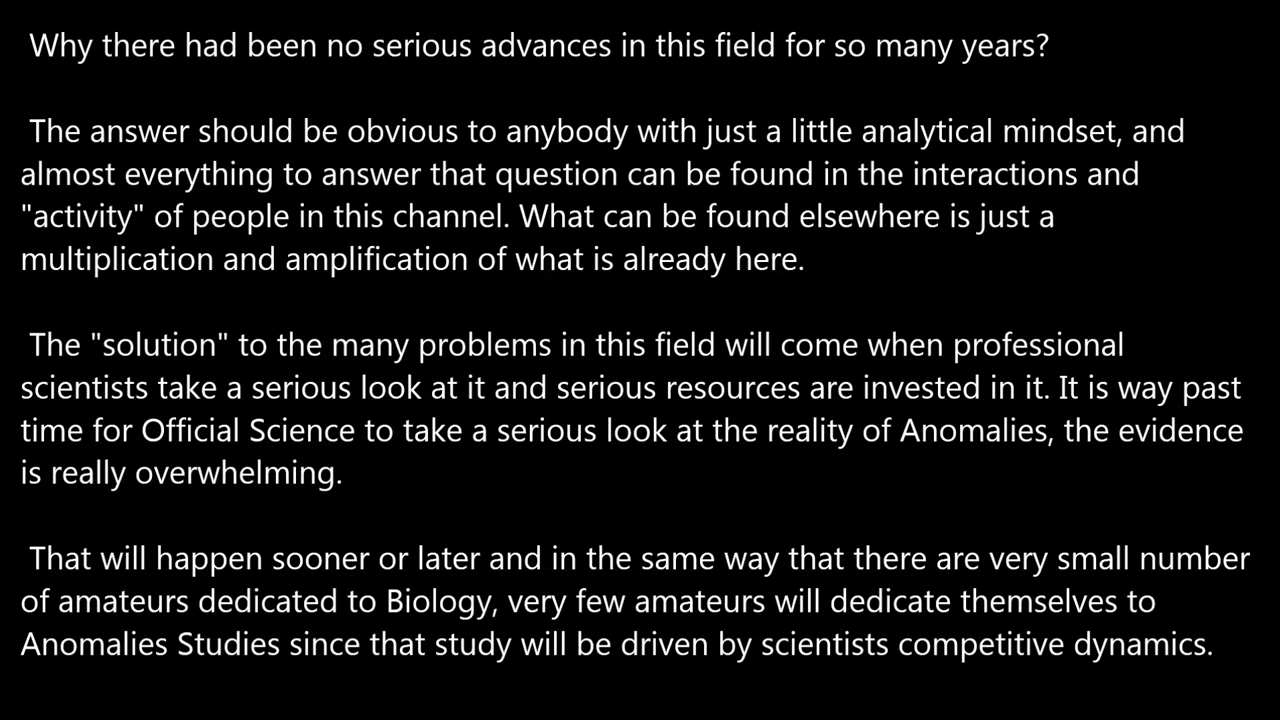 Why there had been no serious advances in this field for so many years?
The answer should be obvious to anybody with just a little analytical mindset, and
almost everything to answer that question can be found in the interactions and
"activity" of people in this channel. What can be found elsewhere is just a
multiplication and amplification of what is already here.
The "solution" to the many problems in this field will come when professional
scientists take a serious look at it and serious resources are invested in it. It is way past
time for Official Science to take a serious look at the reality of Anomalies, the evidence
is really overwhelming.
That will happen sooner or later and in the same way that there are very small number
of amateurs dedicated to Biology, very few amateurs will dedicate themselves to
Anomalies Studies since that study will be driven by scientists competitive dynamics.